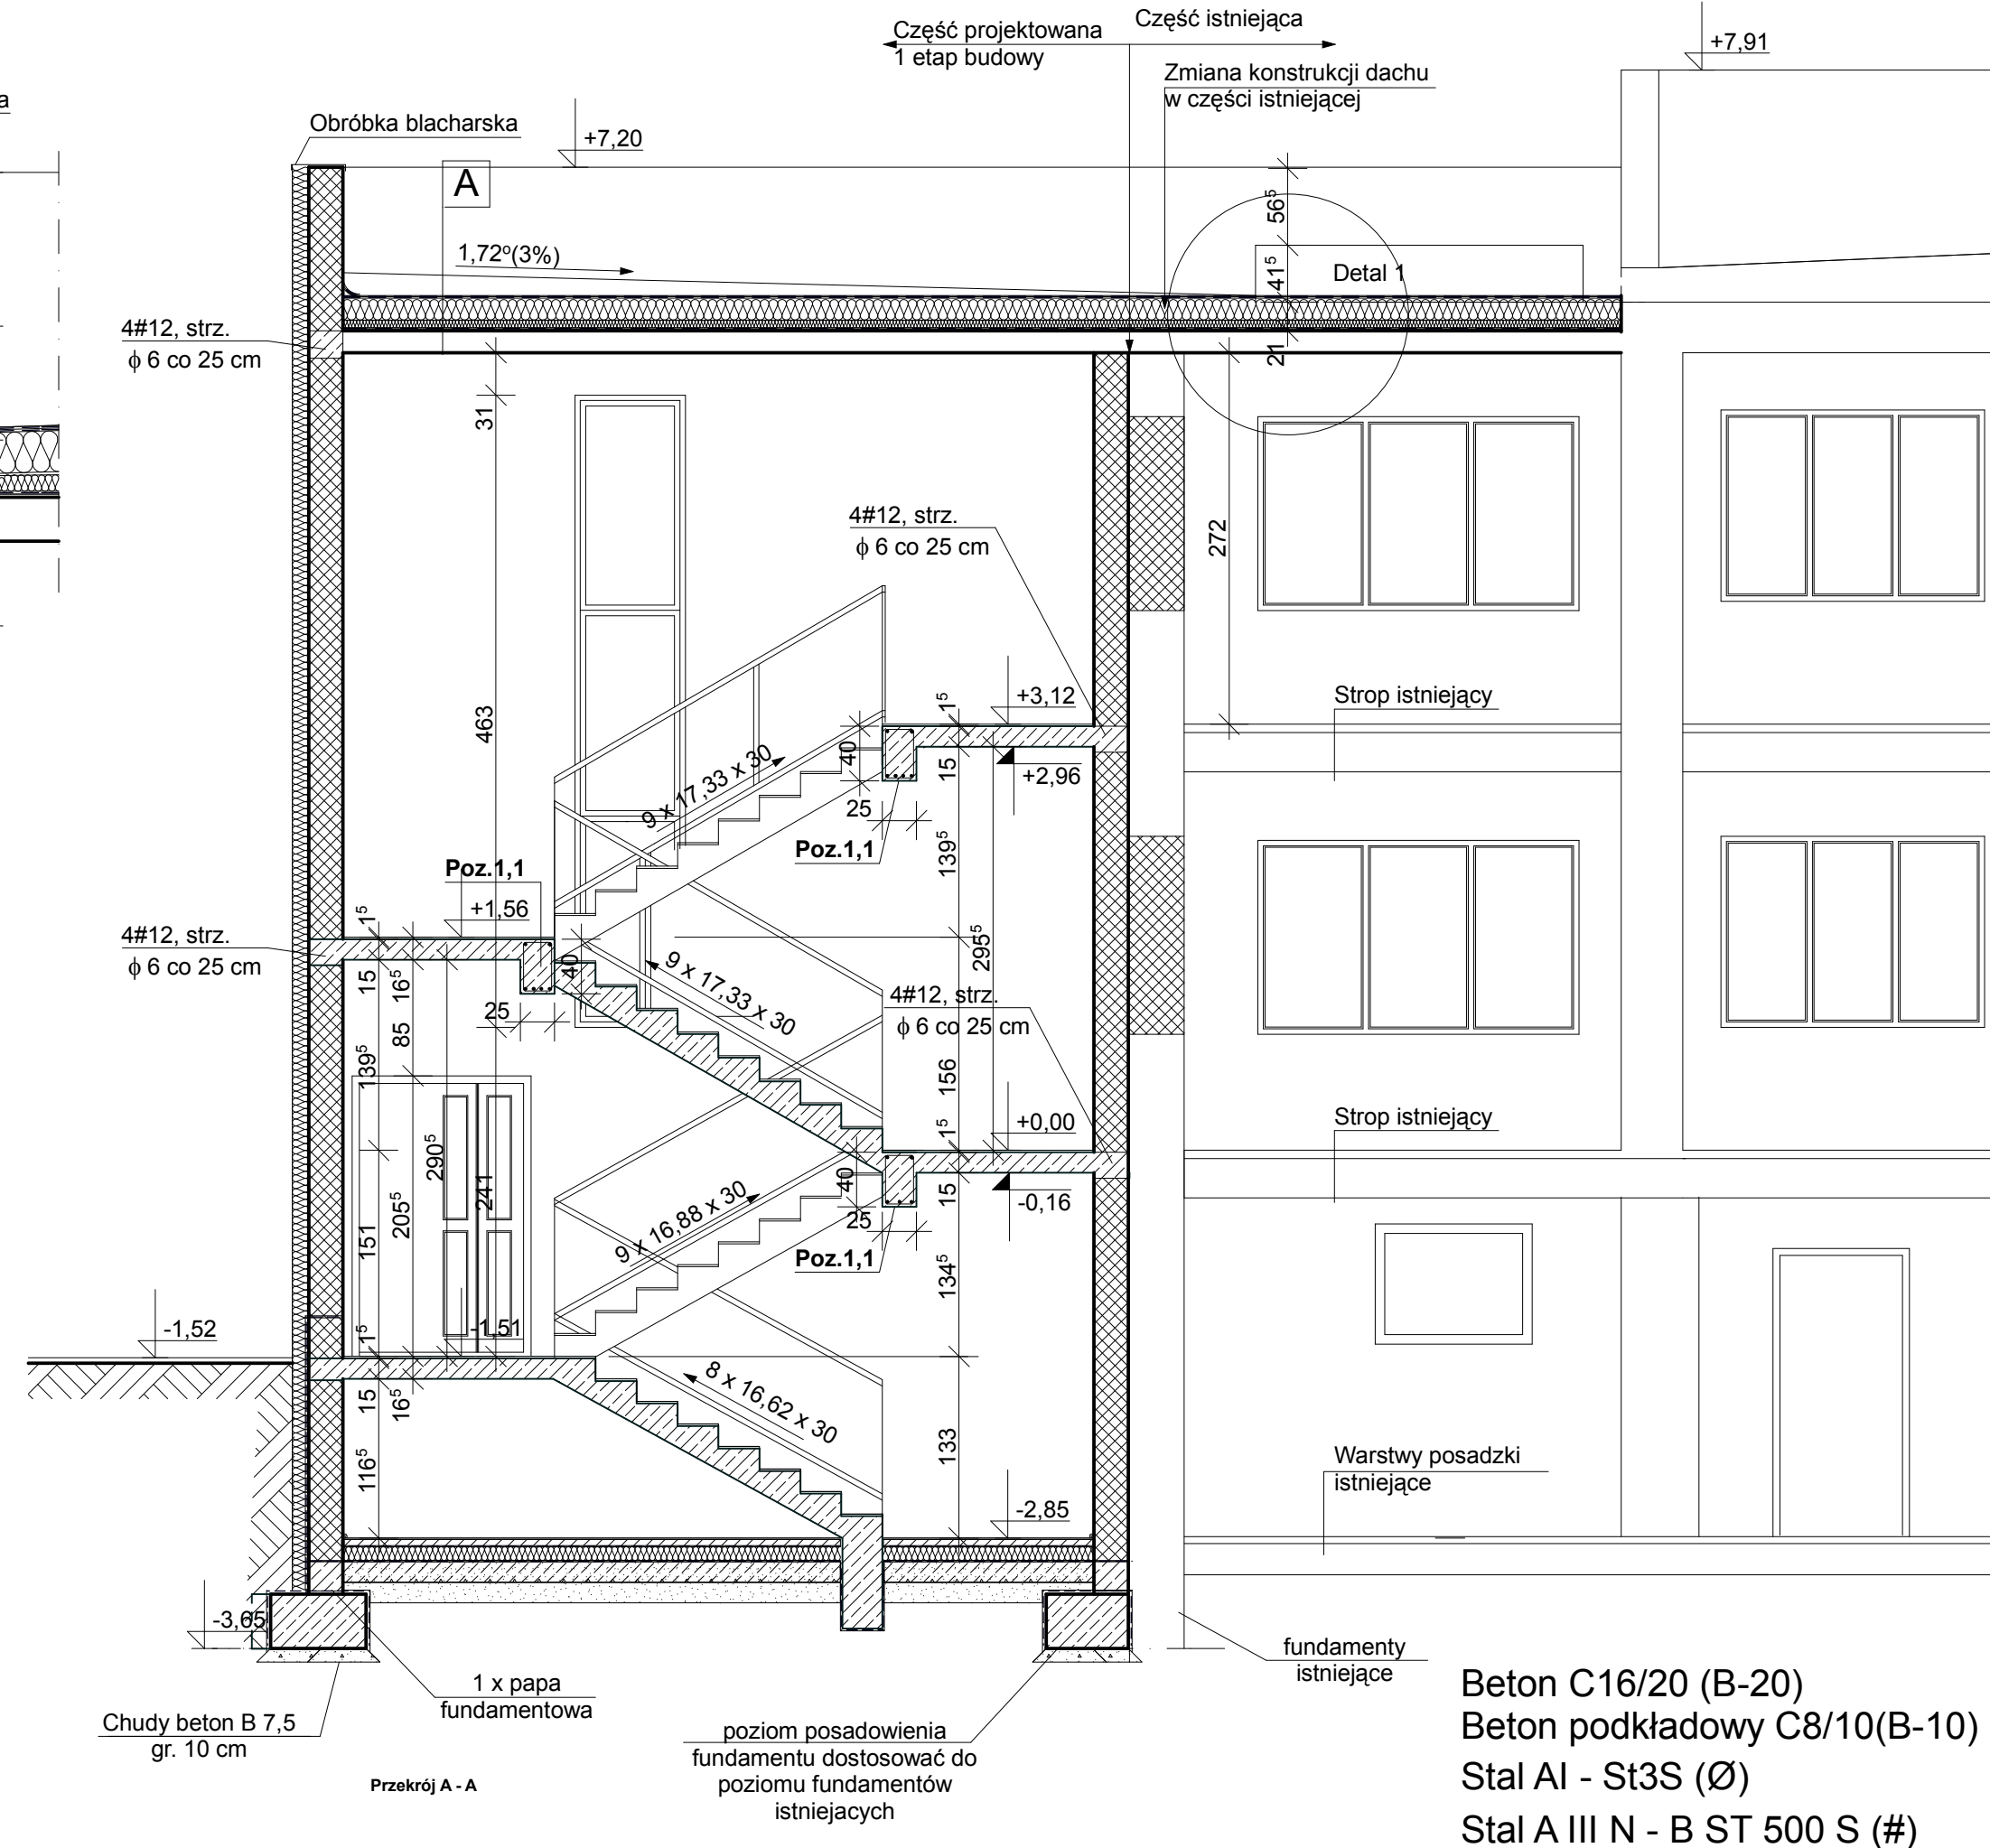 Część projektowana
1 etap budowy
Część istniejąca
+7,91
Zmiana konstrukcji dachu
w części istniejącej
a
Obróbka blacharska
+7,20
A
56⁵
1,72º(3%)
41⁵
Detal 1
4#12, strz.
ϕ 6 co 25 cm
21
31
4#12, strz.
ϕ 6 co 25 cm
272
463
1⁵
+3,12
Strop istniejący
40
15
+2,96
9 x 17,33 x 30
25
139⁵
Poz.1,1
Poz.1,1
1⁵
+1,56
4#12, strz.
ϕ 6 co 25 cm
15
16⁵
40
295⁵
9 x 17,33 x 30
25
4#12, strz.
ϕ 6 co 25 cm
85
139⁵
156
1⁵
+0,00
Strop istniejący
290⁵
241
205⁵
151
40
15
-0,16
9 x 16,88 x 30
25
Poz.1,1
134⁵
-1,52
1⁵
-1,51
15
16⁵
8 x 16,62 x 30
133
116⁵
Warstwy posadzki
istniejące
-2,85
-3,65
fundamenty
istniejące
1 x papa
fundamentowa
Chudy beton B 7,5
gr. 10 cm
poziom posadowienia
fundamentu dostosować do
poziomu fundamentów
istniejacych
Przekrój A - A
Beton C16/20 (B-20)
Beton podkładowy C8/10(B-10)
Stal AI - St3S (Ø)
Stal A III N - B ST 500 S (#)